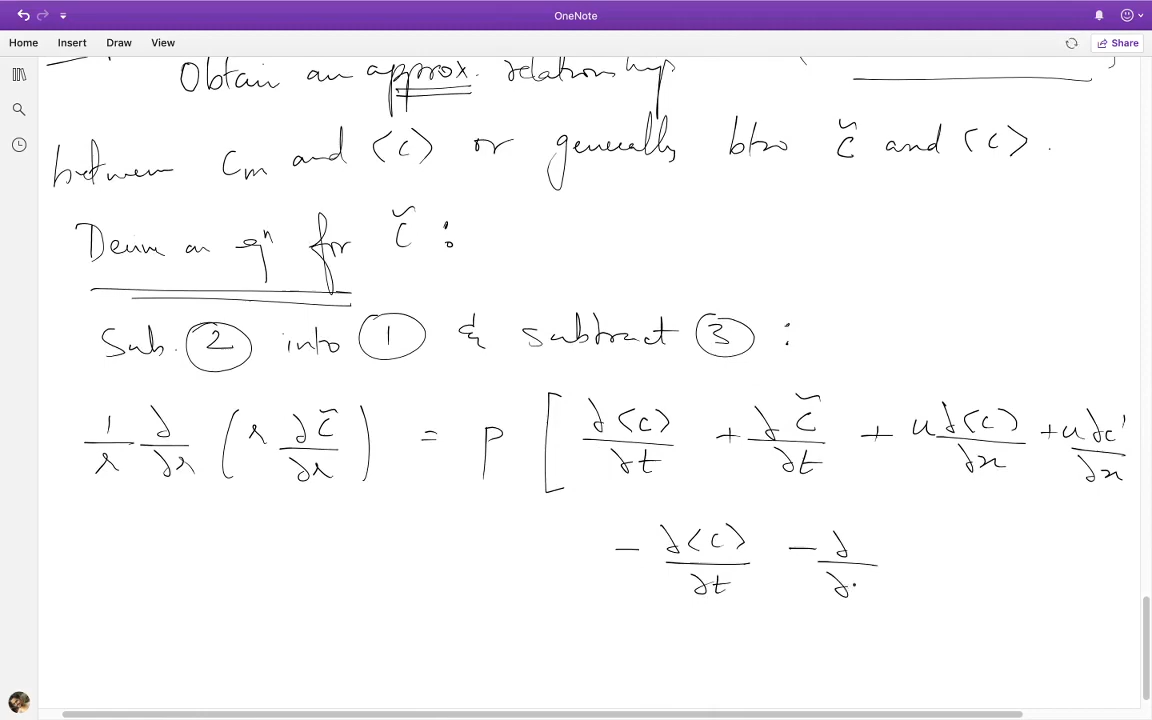 OneNote
Home Insert Draw View Share
Obtain an approx. relationship
between Cm and ⟨C⟩ or generally btw c̃ and ⟨C⟩.
Derive an eqⁿ for c̃ :
Sub. ② into ① & subtract ③ :
1/r ∂/∂r ( r ∂c̃/∂r ) = p [ ∂⟨c⟩/∂t + ∂c̃/∂t + u ∂⟨c⟩/∂x + u ∂c'/∂x
− ∂⟨c⟩/∂t − ∂/∂